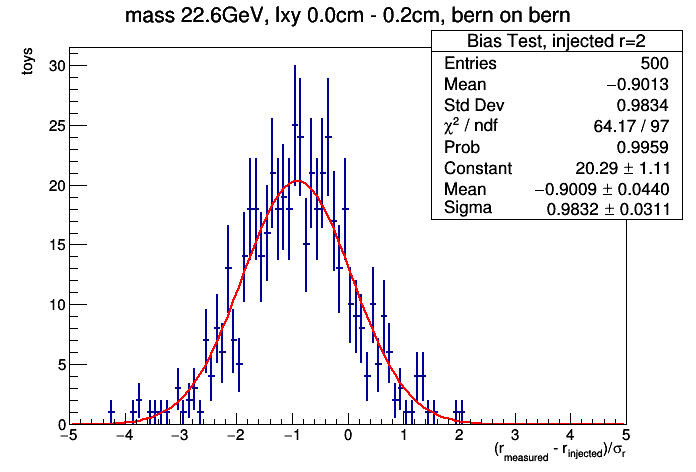 mass 22.6GeV, lxy 0.0cm - 0.2cm, bern on bern
Bias Test, injected r=2
Entries 500
Mean −0.9013
Std Dev 0.9834
χ² / ndf 64.17 / 97
Prob 0.9959
Constant 20.29 ± 1.11
Mean −0.9009 ± 0.0440
Sigma 0.9832 ± 0.0311
toys
30
25
20
15
10
5
0
−5 −4 −3 −2 −1 0 1 2 3 4 5
(r_measured - r_injected)/σ_r